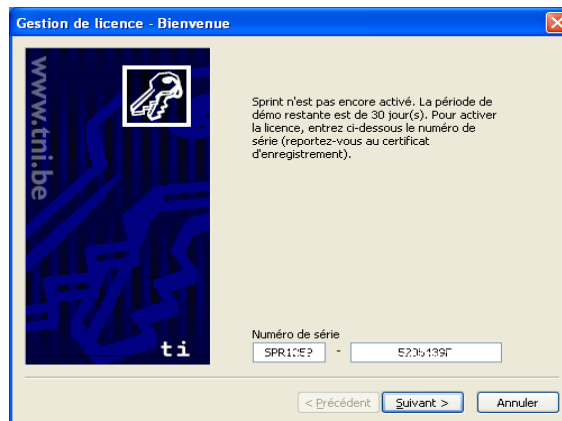 Gestion de licence - Bienvenue
www.tni.be
Sprint n'est pas encore activé. La période de
démo restante est de 30 jour(s). Pour activer
la licence, entrez ci-dessous le numéro de
série (reportez-vous au certificat
d'enregistrement).
Numéro de série
-
ti
< Précédent Suivant > Annuler